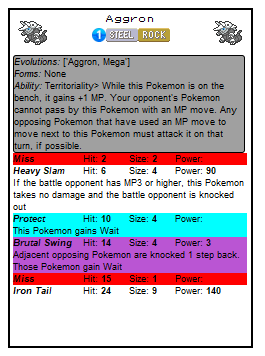 Aggron
1 STEEL ROCK
Evolutions: ['Aggron, Mega']
Forms: None
Ability: Territoriality> While this Pokemon is on the
bench, it gains +1 MP. Your opponent's Pokemon
cannot pass by this Pokemon with an MP move. Any
opposing Pokemon that have used an MP move to
move next to this Pokemon must attack it on that
turn, if possible.
Miss Hit: 2 Size: 2 Power:
Heavy Slam Hit: 6 Size: 4 Power: 90
If the battle opponent has MP3 or higher, this Pokemon
takes no damage and the battle opponent is knocked
out
Protect Hit: 10 Size: 4 Power:
This Pokemon gains Wait
Brutal Swing Hit: 14 Size: 4 Power: 3
Adjacent opposing Pokemon are knocked 1 step back.
Those Pokemon gain Wait
Miss Hit: 15 Size: 1 Power:
Iron Tail Hit: 24 Size: 9 Power: 140